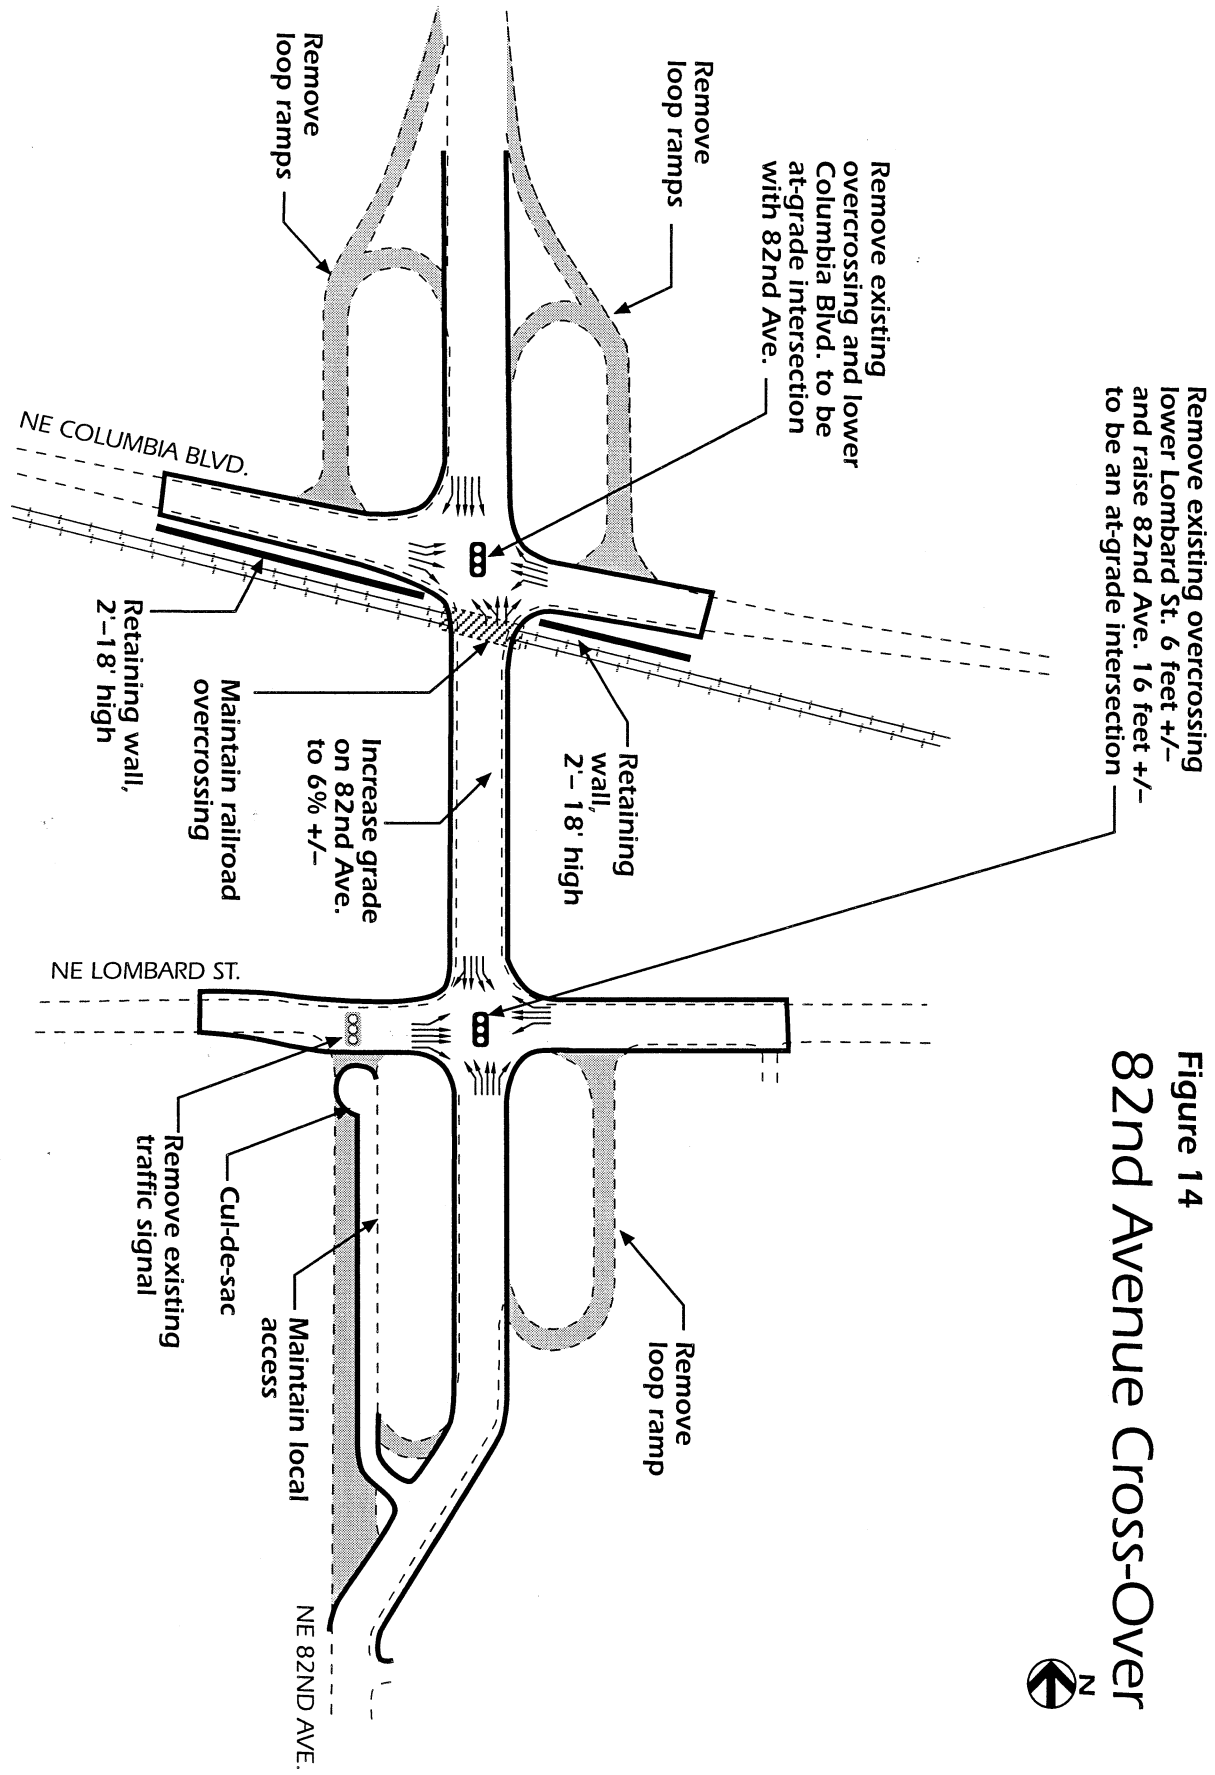 Figure 14
82nd Avenue Cross-Over
N
Remove existing overcrossing
lower Lombard St. 6 feet +/–
and raise 82nd Ave. 16 feet +/–
to be an at-grade intersection
Remove existing
overcrossing and lower
Columbia Blvd. to be
at-grade intersection
with 82nd Ave.
Remove
loop ramps
Remove
loop ramps
Retaining
wall,
2'– 18' high
Remove
loop ramp
NE COLUMBIA BLVD.
Retaining wall,
2'–18' high
Maintain railroad
overcrossing
Increase grade
on 82nd Ave.
to 6% +/–
NE LOMBARD ST.
Remove existing
traffic signal
Cul-de-sac
Maintain local
access
NE 82ND AVE.